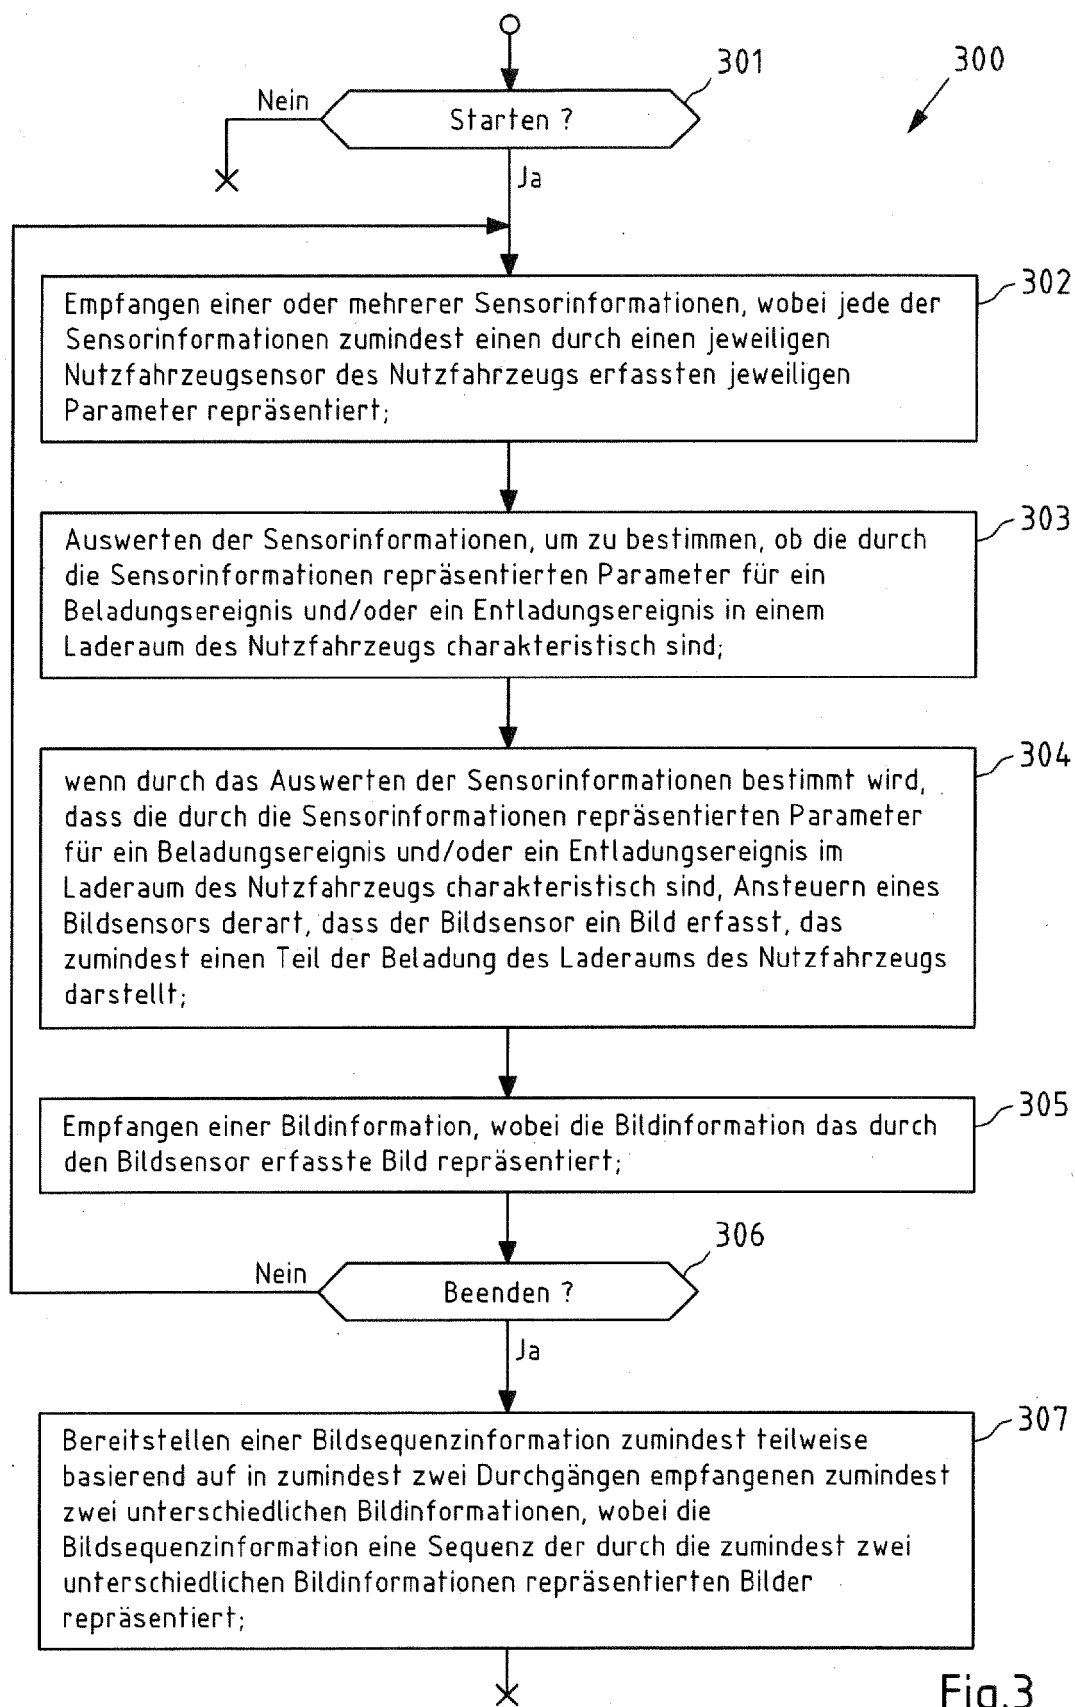 301
300
Nein
Starten ?
Ja
302
Empfangen einer oder mehrerer Sensorinformationen, wobei jede der
Sensorinformationen zumindest einen durch einen jeweiligen
Nutzfahrzeugsensor des Nutzfahrzeugs erfassten jeweiligen
Parameter repräsentiert;
303
Auswerten der Sensorinformationen, um zu bestimmen, ob die durch
die Sensorinformationen repräsentierten Parameter für ein
Beladungsereignis und/oder ein Entladungsereignis in einem
Laderaum des Nutzfahrzeugs charakteristisch sind;
304
wenn durch das Auswerten der Sensorinformationen bestimmt wird,
dass die durch die Sensorinformationen repräsentierten Parameter
für ein Beladungsereignis und/oder ein Entladungsereignis im
Laderaum des Nutzfahrzeugs charakteristisch sind, Ansteuern eines
Bildsensors derart, dass der Bildsensor ein Bild erfasst, das
zumindest einen Teil der Beladung des Laderaums des Nutzfahrzeugs
darstellt;
305
Empfangen einer Bildinformation, wobei die Bildinformation das durch
den Bildsensor erfasste Bild repräsentiert;
306
Nein
Beenden ?
Ja
307
Bereitstellen einer Bildsequenzinformation zumindest teilweise
basierend auf in zumindest zwei Durchgängen empfangenen zumindest
zwei unterschiedlichen Bildinformationen, wobei die
Bildsequenzinformation eine Sequenz der durch die zumindest zwei
unterschiedlichen Bildinformationen repräsentierten Bilder
repräsentiert;
Fig.3